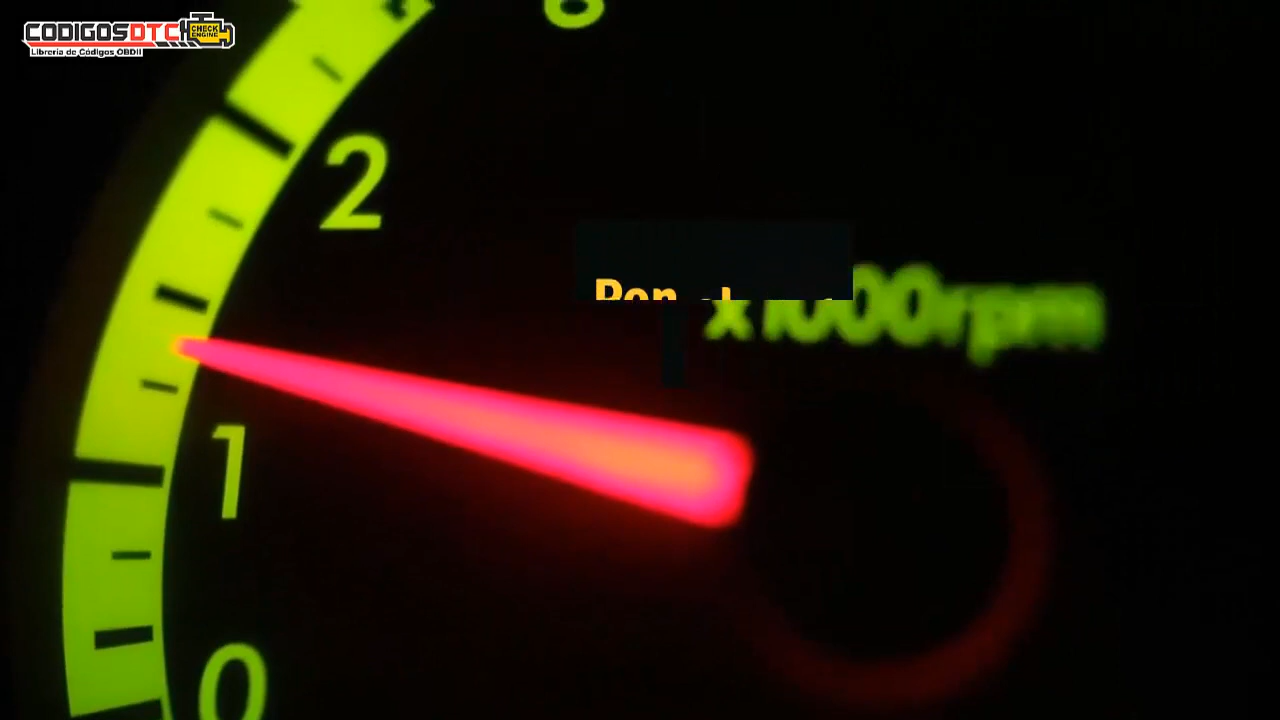 CODIGOSDTC
CHECK
ENGINE
Librería de Códigos OBDII
2
x1000rpm
1
0